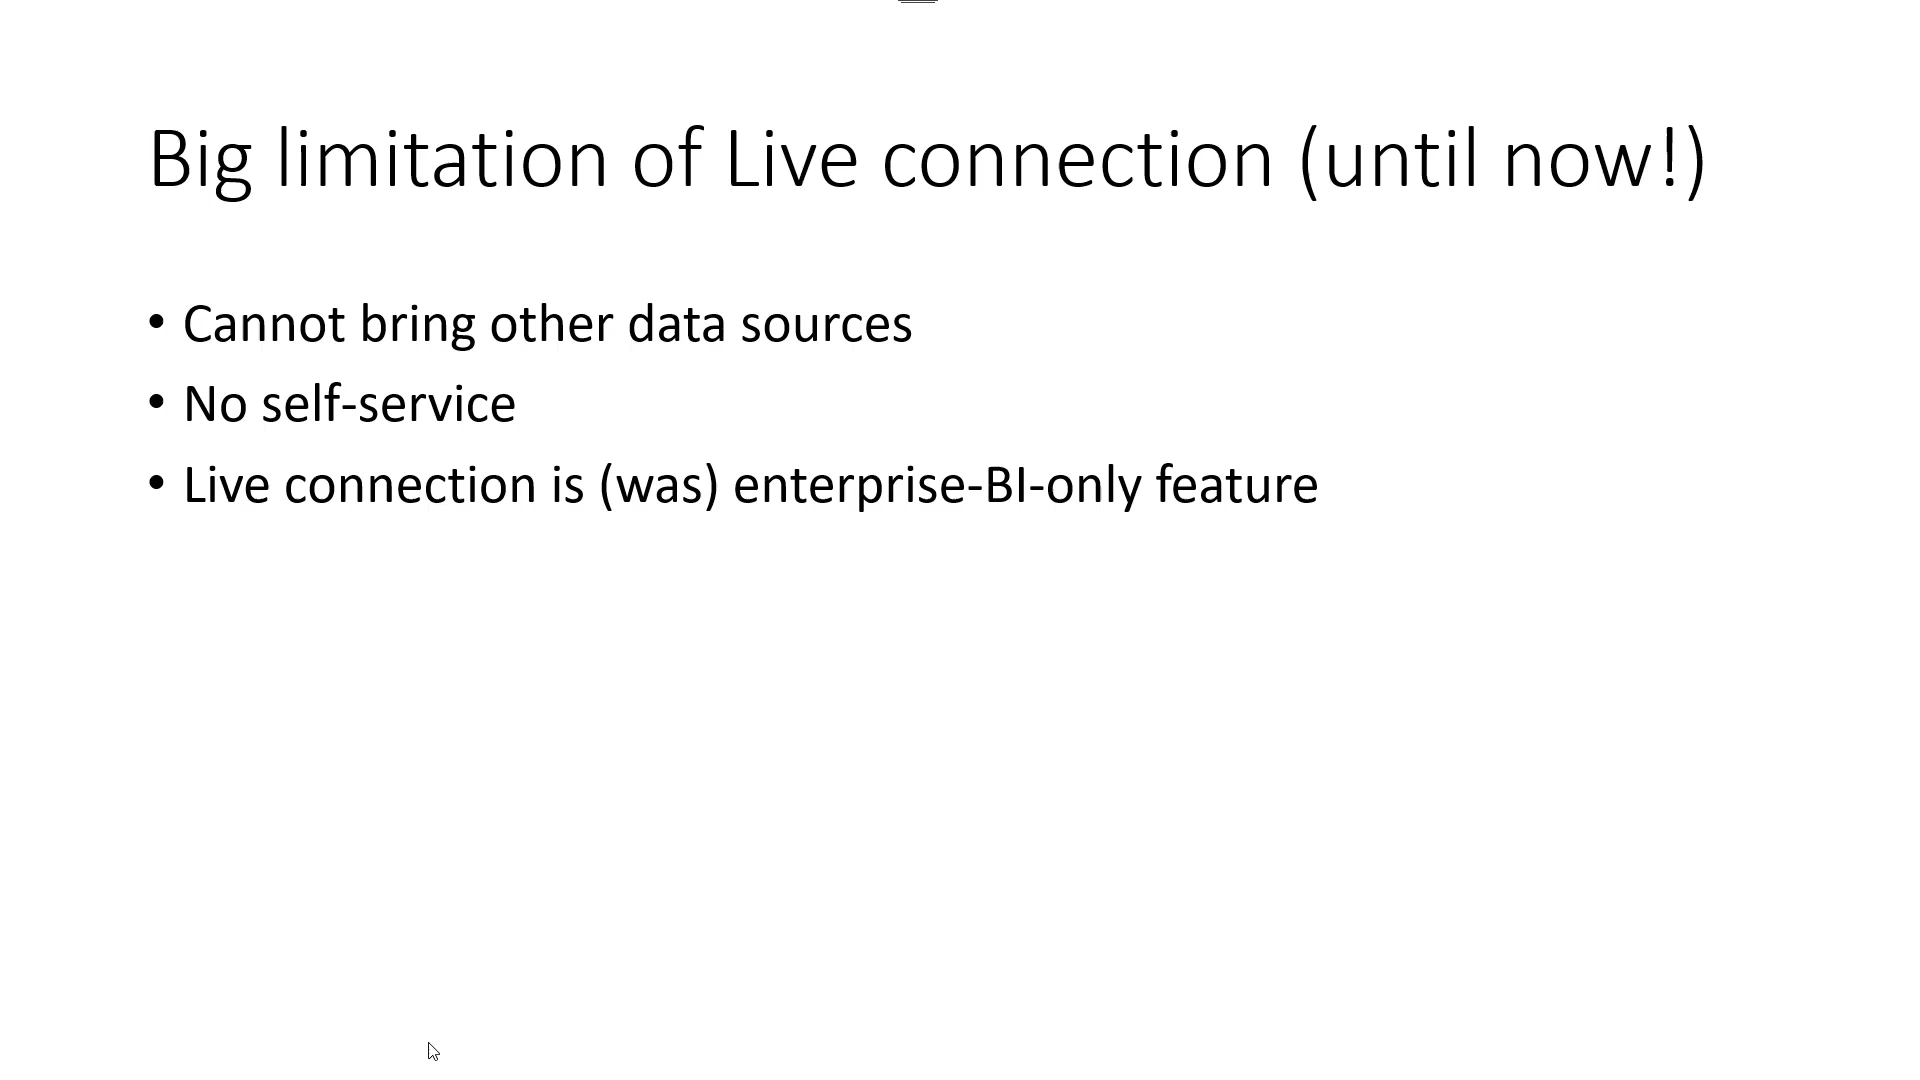 Big limitation of Live connection (until now!)
• Cannot bring other data sources
• No self-service
• Live connection is (was) enterprise-BI-only feature